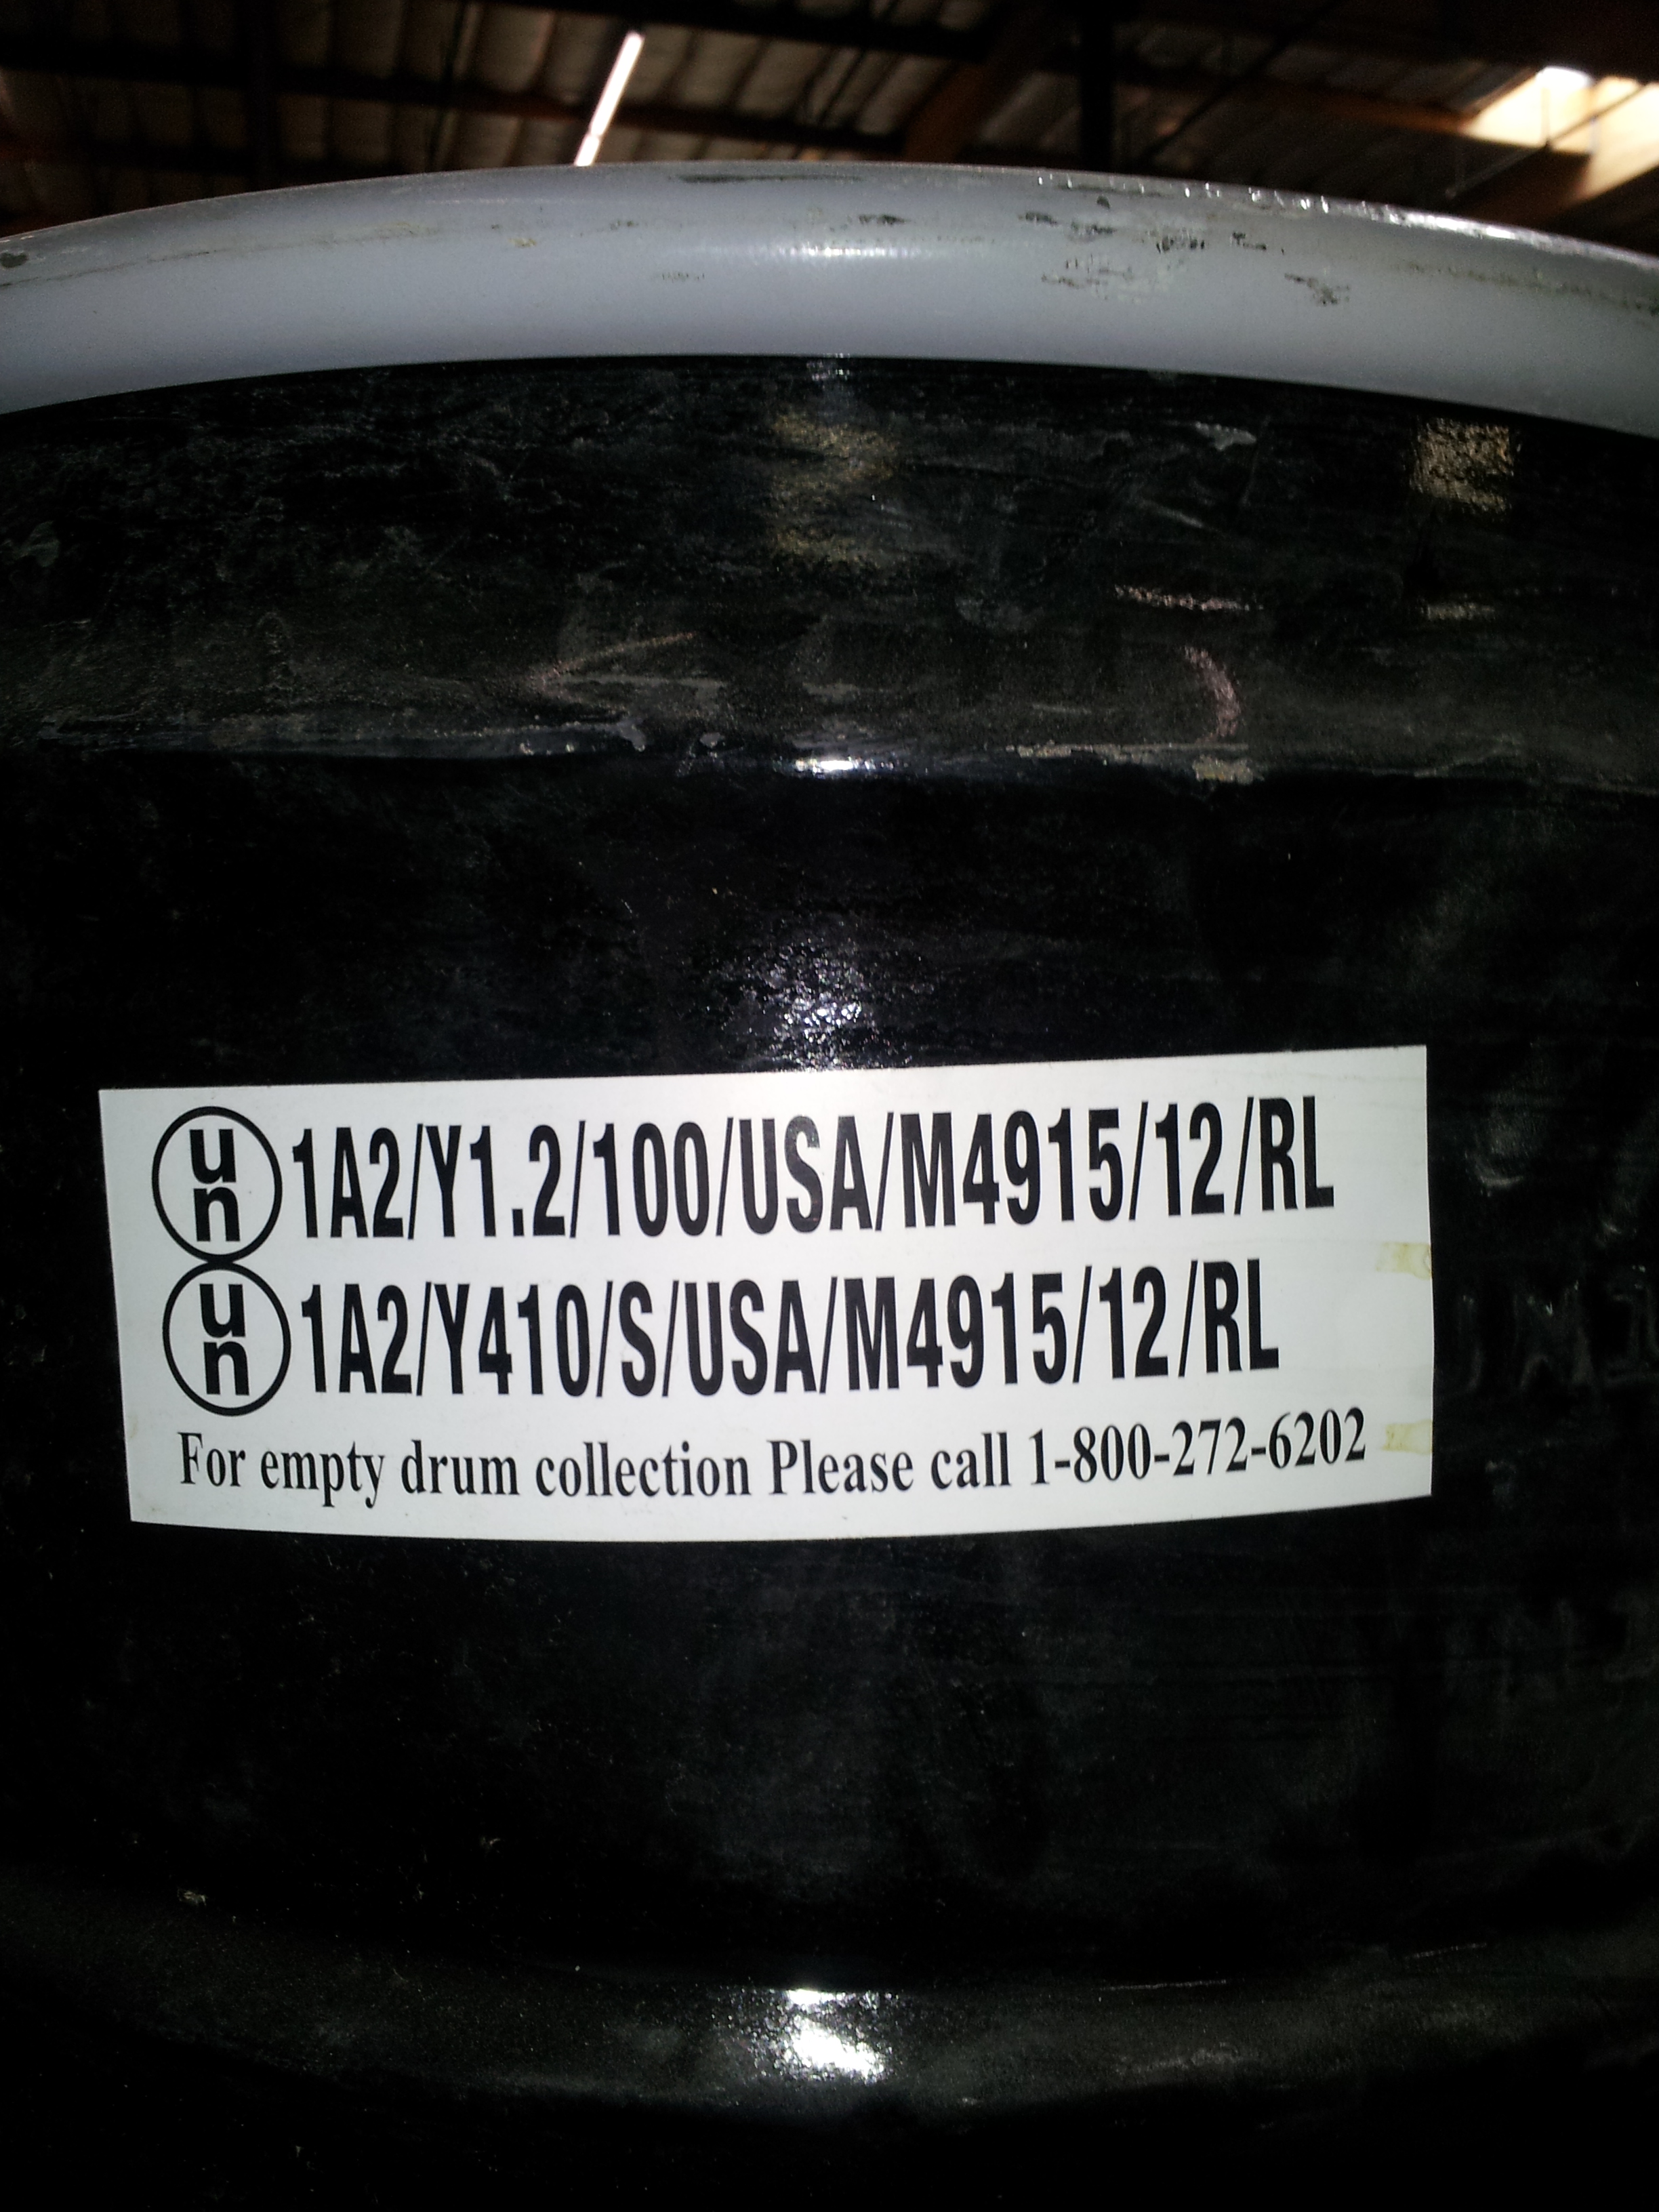 un 1A2/Y1.2/100/USA/M4915/12/RL
un 1A2/Y410/S/USA/M4915/12/RL
For empty drum collection Please call 1-800-272-6202